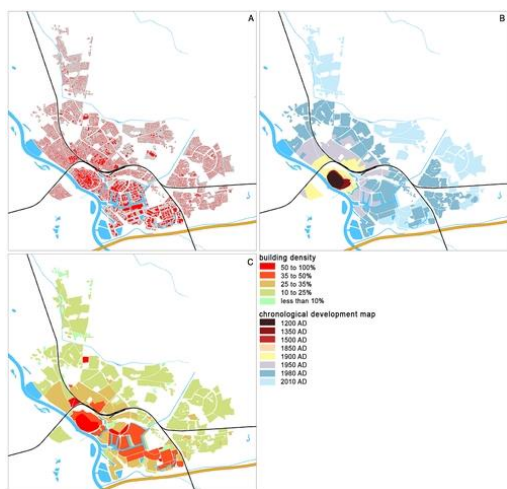 A
B
C
building density
50 to 100%
35 to 50%
25 to 35%
10 to 25%
less than 10%
chronological development map
1200 AD
1350 AD
1500 AD
1850 AD
1900 AD
1950 AD
1980 AD
2010 AD